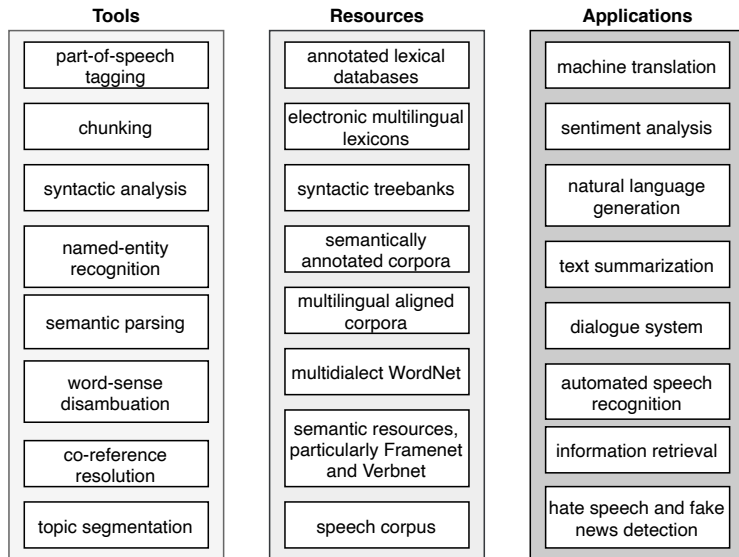 Tools
part-of-speech
tagging
chunking
syntactic analysis
named-entity
recognition
semantic parsing
word-sense
disambuation
co-reference
resolution
topic segmentation
Resources
annotated lexical
databases
electronic multilingual
lexicons
syntactic treebanks
semantically
annotated corpora
multilingual aligned
corpora
multidialect WordNet
semantic resources,
particularly Framenet
and Verbnet
speech corpus
Applications
machine translation
sentiment analysis
natural language
generation
text summarization
dialogue system
automated speech
recognition
information retrieval
hate speech and fake
news detection